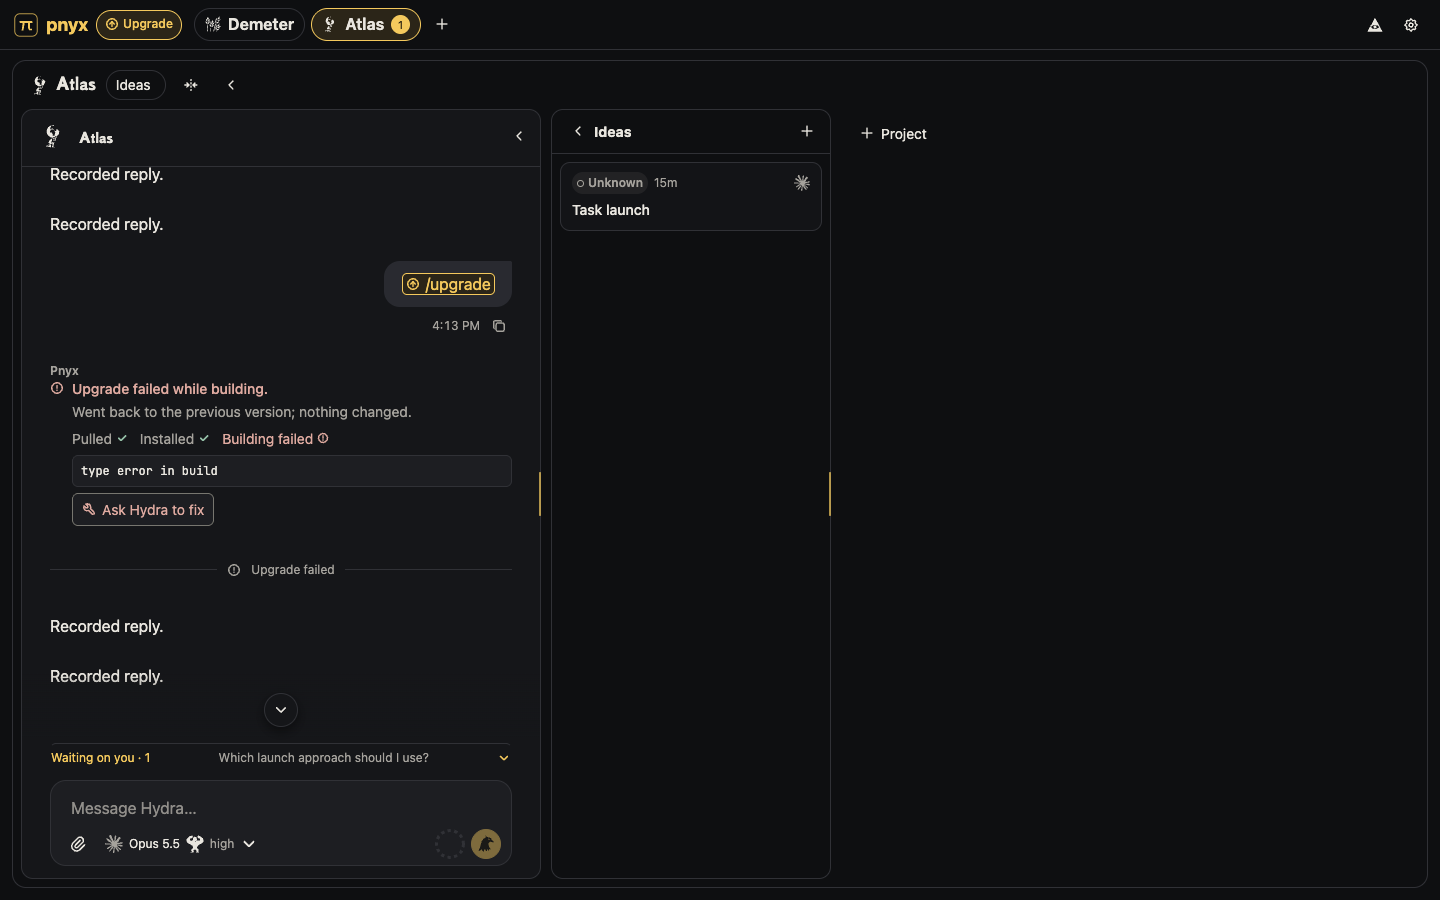 π pnyx Upgrade Demeter Atlas 1
Atlas Ideas
Atlas
Recorded reply.
Recorded reply.
/upgrade
4:13 PM
Pnyx
Upgrade failed while building.
Went back to the previous version; nothing changed.
Pulled Installed Building failed
type error in build
Ask Hydra to fix
Upgrade failed
Recorded reply.
Recorded reply.
Waiting on you · 1 Which launch approach should I use?
Message Hydra...
Opus 5.5 high
Ideas
Unknown 15m
Task launch
Project